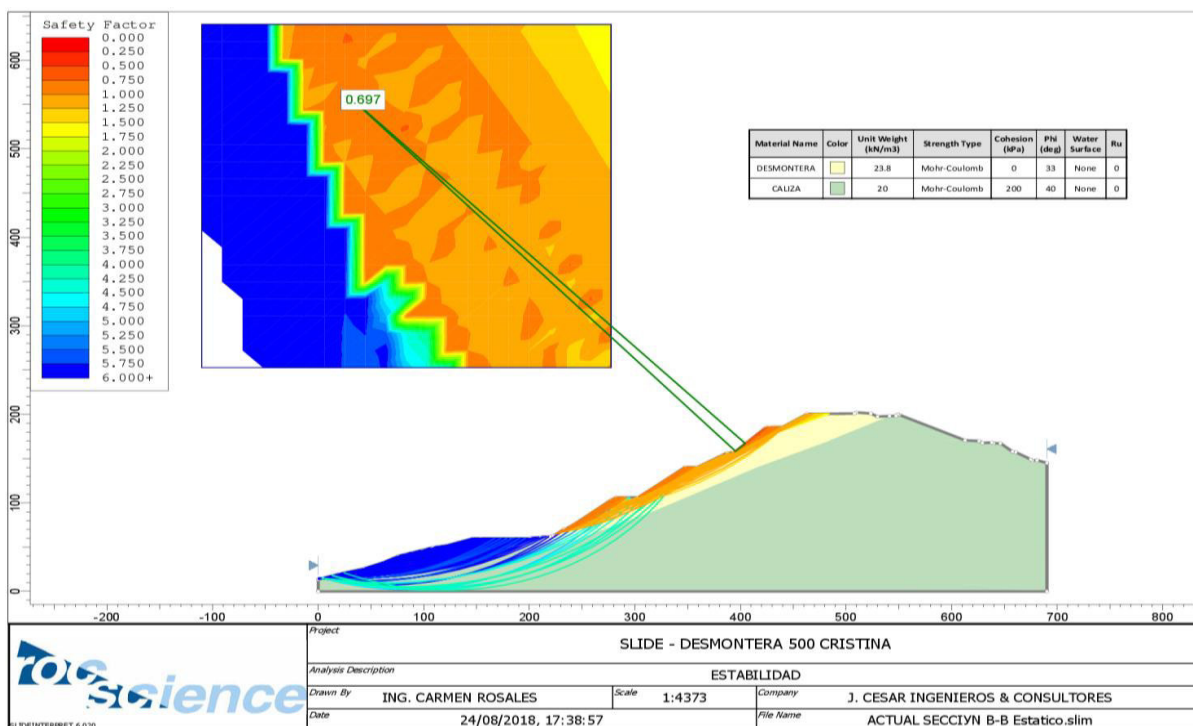 Safety Factor
0.000
0.250
0.500
0.750
1.000
1.250
1.500
1.750
2.000
2.250
2.500
2.750
3.000
3.250
3.500
3.750
4.000
4.250
4.500
4.750
5.000
5.250
5.500
5.750
6.000+
0.697
Material Name Color Unit Weight (kN/m3) Strength Type Cohesion (kPa) Phi (deg) Water Surface Ru
DESMONTERA 23.8 Mohr-Coulomb 0 33 None 0
CALIZA 20 Mohr-Coulomb 200 40 None 0
600
500
400
300
200
100
0
-200 -100 0 100 200 300 400 500 600 700 800
rocscience
SLIDEINTERPRET 6.020
Project
SLIDE - DESMONTERA 500 CRISTINA
Analysis Description
ESTABILIDAD
Drawn By ING. CARMEN ROSALES Scale 1:4373 Company J. CESAR INGENIEROS & CONSULTORES
Date 24/08/2018, 17:38:57 File Name ACTUAL SECCIYN B-B Estatico.slim